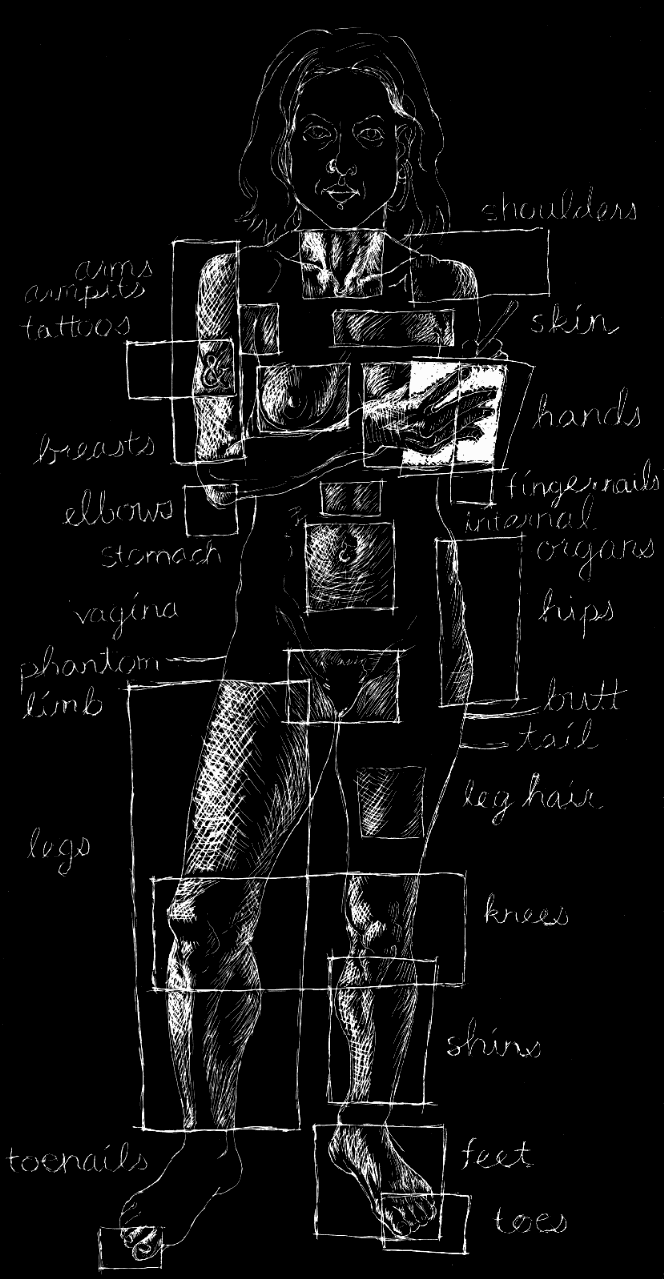 shoulders
arms
armpits
tattoos
skin
&
hands
breasts
fingernails
elbows
internal
organs
stomach
vagina
hips
phantom
limb
butt
tail
leg hair
legs
knees
shins
toenails
feet
toes